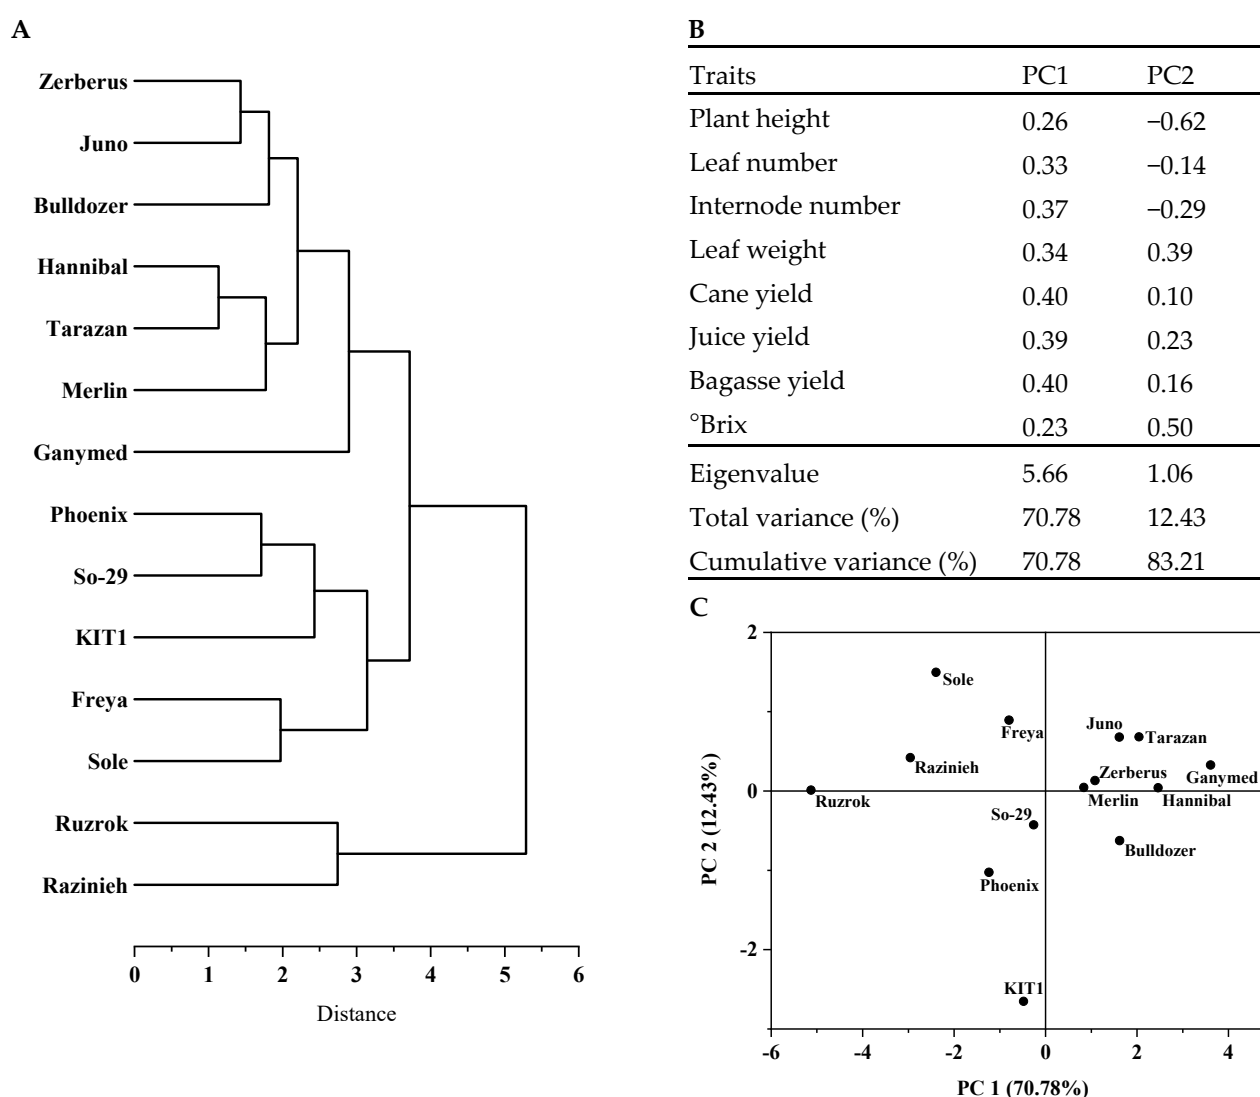 A
Zerberus
Juno
Bulldozer
Hannibal
Tarazan
Merlin
Ganymed
Phoenix
So-29
KIT1
Freya
Sole
Ruzrok
Razinieh
0 1 2 3 4 5 6
Distance
B
Traits PC1 PC2
Plant height 0.26 −0.62
Leaf number 0.33 −0.14
Internode number 0.37 −0.29
Leaf weight 0.34 0.39
Cane yield 0.40 0.10
Juice yield 0.39 0.23
Bagasse yield 0.40 0.16
°Brix 0.23 0.50
Eigenvalue 5.66 1.06
Total variance (%) 70.78 12.43
Cumulative variance (%) 70.78 83.21
C
2
Sole
Freya
Juno
Tarazan
Razinieh
Zerberus
Ganymed
0
Ruzrok
Merlin
Hannibal
So-29
Bulldozer
Phoenix
-2
KIT1
PC 2 (12.43%)
-6 -4 -2 0 2 4
PC 1 (70.78%)